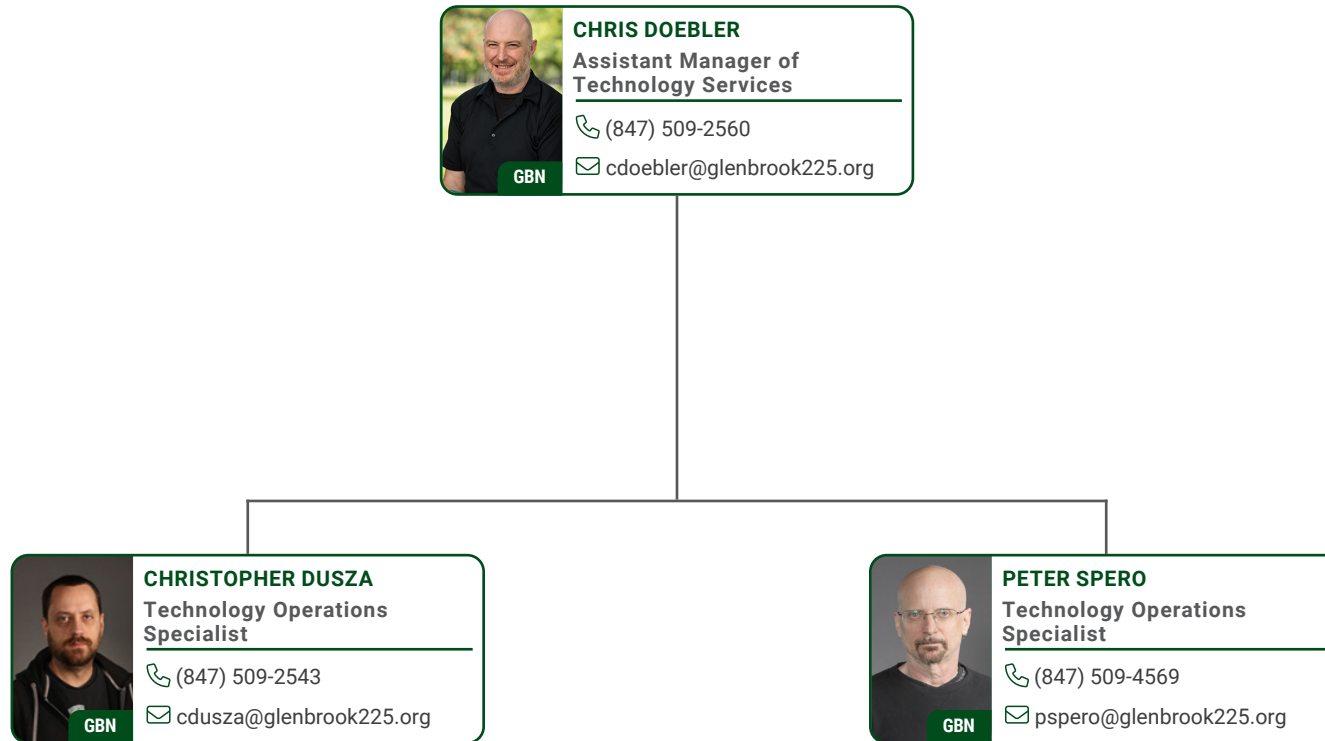 CHRIS DOEBLER
Assistant Manager of
Technology Services
(847) 509-2560
cdoebler@glenbrook225.org
GBN
CHRISTOPHER DUSZA
Technology Operations
Specialist
(847) 509-2543
cdusza@glenbrook225.org
GBN
PETER SPERO
Technology Operations
Specialist
(847) 509-4569
pspero@glenbrook225.org
GBN